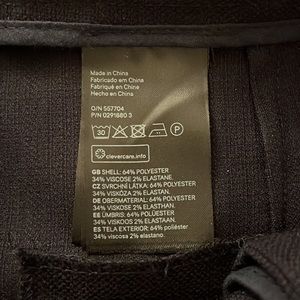 Made in China
Fabricado em China
Fabriqué en Chine
Hecho en China
O/N 557704
P/N 0291880 3
30
P
clevercare.info
GB SHELL: 64% POLYESTER
34% VISCOSE 2% ELASTANE.
CZ SVRCHNÍ LÁTKA: 64% POLYESTER
34% VISKÓZA 2% ELASTAN.
DE OBERMATERIAL: 64% POLYESTER
34% VISKOSE 2% ELASTHAN.
EE ÜMBRIS: 64% POLÜESTER
34% VISKOOS 2% ELASTAAN.
ES TELA EXTERIOR: 64% poliéster
34% viscosa 2% elastano.